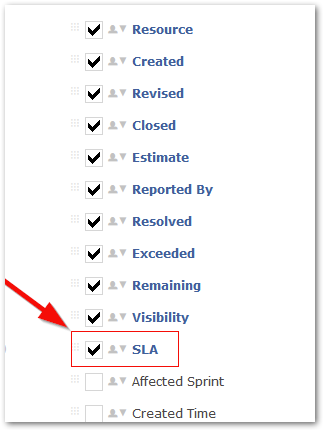 Resource
Created
Revised
Closed
Estimate
Reported By
Resolved
Exceeded
Remaining
Visibility
SLA
Affected Sprint
Created Time